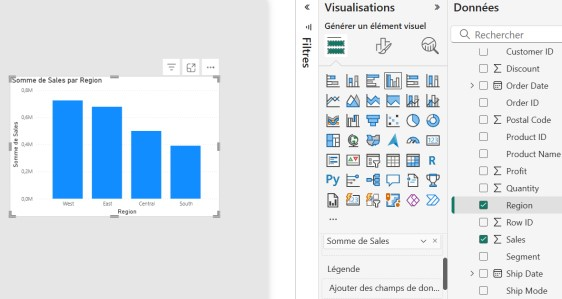 Visualisations
Données
Générer un élément visuel
Filtres
Rechercher
Customer ID
Discount
Order Date
Order ID
Postal Code
Product ID
Product Name
Profit
Quantity
Region
Row ID
Sales
Segment
Ship Date
Ship Mode
R
Py
123
Somme de Sales
Légende
Ajouter des champs de don...
Somme de Sales par Region
Somme de Sales
0,8M
0,6M
0,4M
0,2M
0,0M
West
East
Central
South
Region